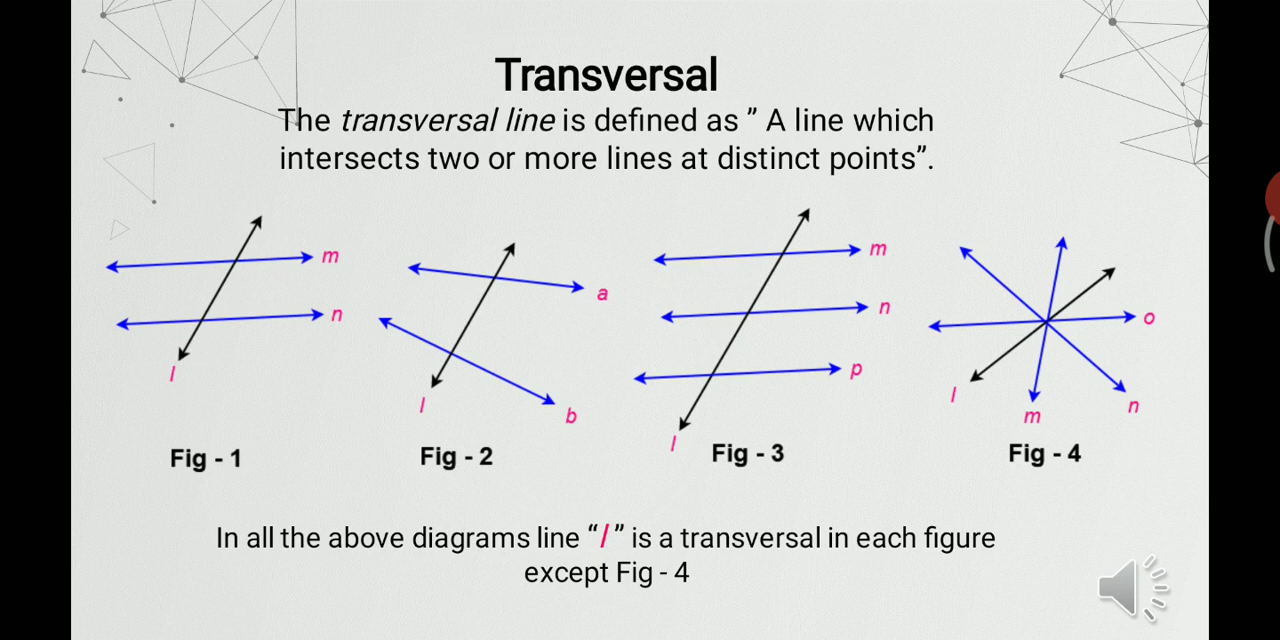 Transversal
The transversal line is defined as ” A line which
intersects two or more lines at distinct points”.
m
n
l
Fig - 1
a
b
l
Fig - 2
m
n
p
l
Fig - 3
o
l
m
n
Fig - 4
In all the above diagrams line “l” is a transversal in each figure
except Fig - 4